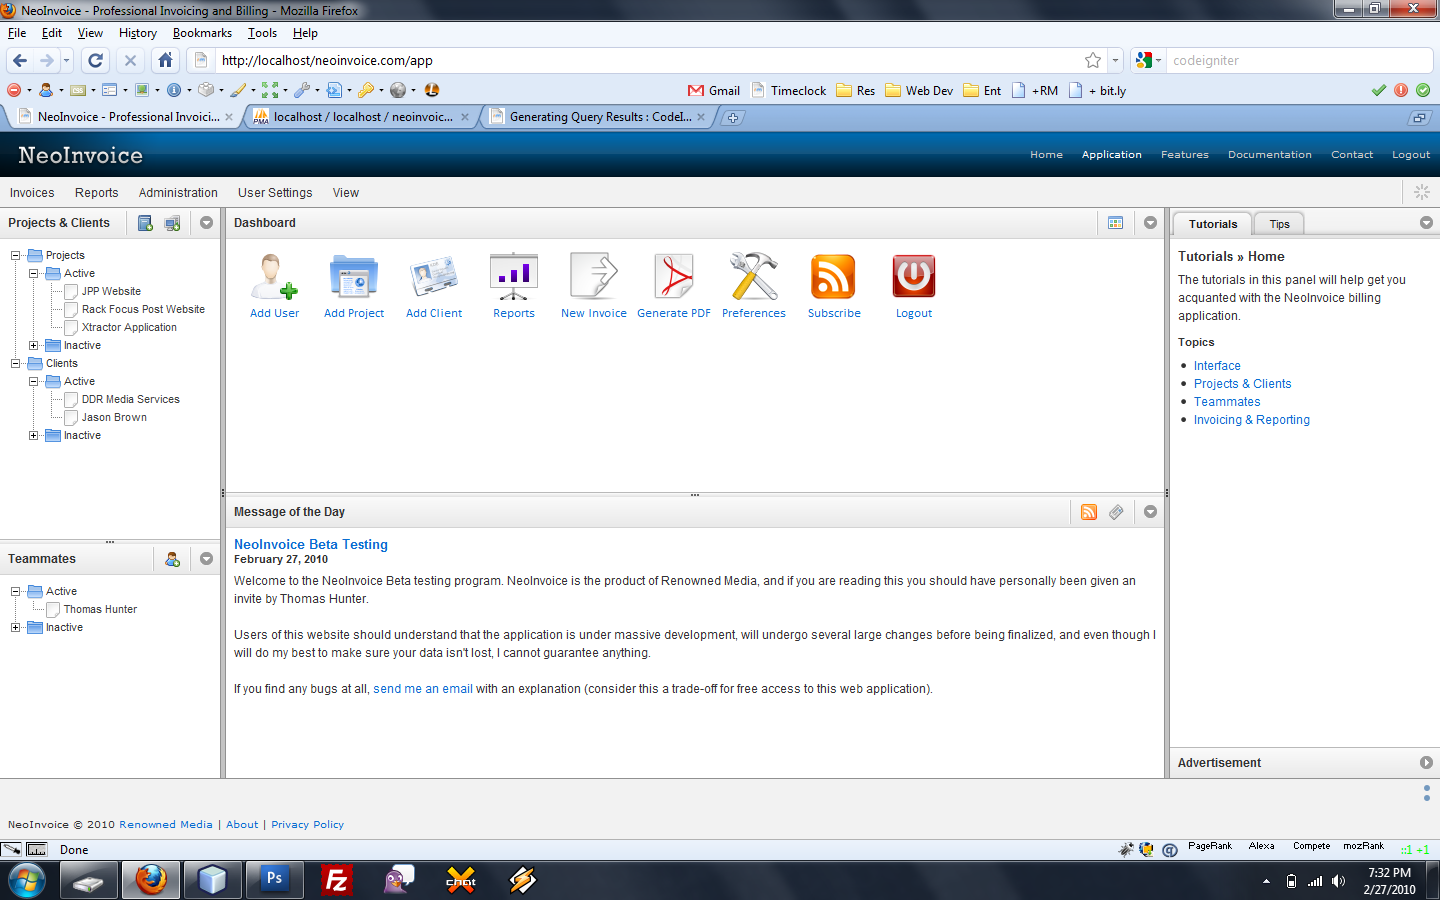 NeoInvoice - Professional Invoicing and Billing - Mozilla Firefox
File Edit View History Bookmarks Tools Help
http://localhost/neoinvoice.com/app
codeigniter
Gmail Timeclock Res Web Dev Ent +RM + bit.ly
NeoInvoice - Professional Invoici... localhost / localhost / neoinvoic... Generating Query Results : CodeI...
NeoInvoice
Home Application Features Documentation Contact Logout
Invoices Reports Administration User Settings View
Projects & Clients
Projects
Active
JPP Website
Rack Focus Post Website
Xtractor Application
Inactive
Clients
Active
DDR Media Services
Jason Brown
Inactive
Teammates
Active
Thomas Hunter
Inactive
Dashboard
Add User Add Project Add Client Reports New Invoice Generate PDF Preferences Subscribe Logout
Message of the Day
NeoInvoice Beta Testing
February 27, 2010
Welcome to the NeoInvoice Beta testing program. NeoInvoice is the product of Renowned Media, and if you are reading this you should have personally been given an
invite by Thomas Hunter.
Users of this website should understand that the application is under massive development, will undergo several large changes before being finalized, and even though I
will do my best to make sure your data isn't lost, I cannot guarantee anything.
If you find any bugs at all, send me an email with an explanation (consider this a trade-off for free access to this web application).
Tutorials Tips
Tutorials » Home
The tutorials in this panel will help get you
acquanted with the NeoInvoice billing
application.
Topics
Interface
Projects & Clients
Teammates
Invoicing & Reporting
Advertisement
NeoInvoice © 2010 Renowned Media | About | Privacy Policy
Done
PageRank Alexa Compete mozRank ::1 +1
Ps
Fz
chat
7:32 PM
2/27/2010